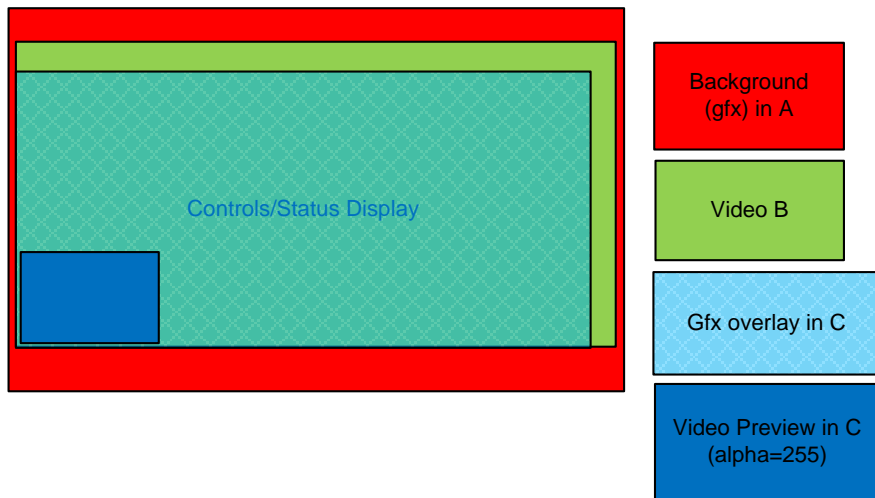 Controls/Status Display
Background
(gfx) in A
Video B
Gfx overlay in C
Video Preview in C
(alpha=255)